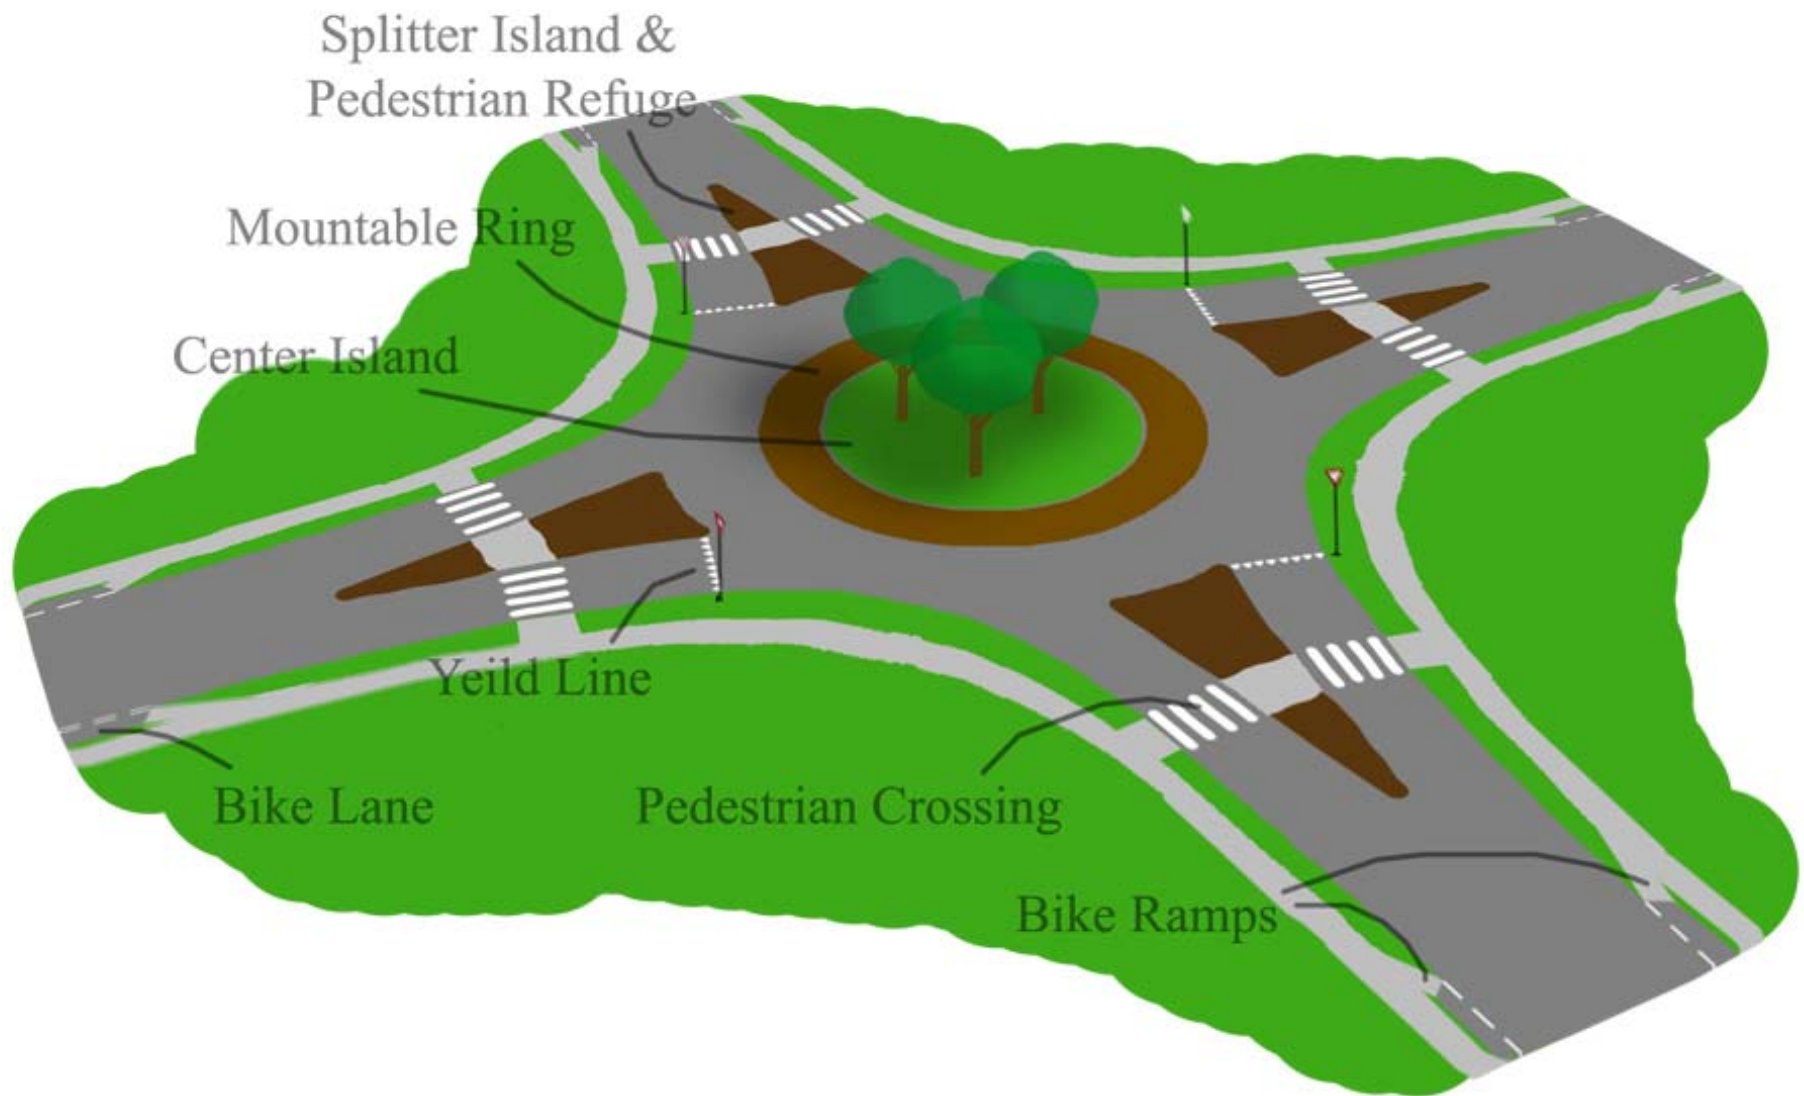 Splitter Island &
Pedestrian Refuge
Mountable Ring
Center Island
Yeild Line
Bike Lane
Pedestrian Crossing
Bike Ramps